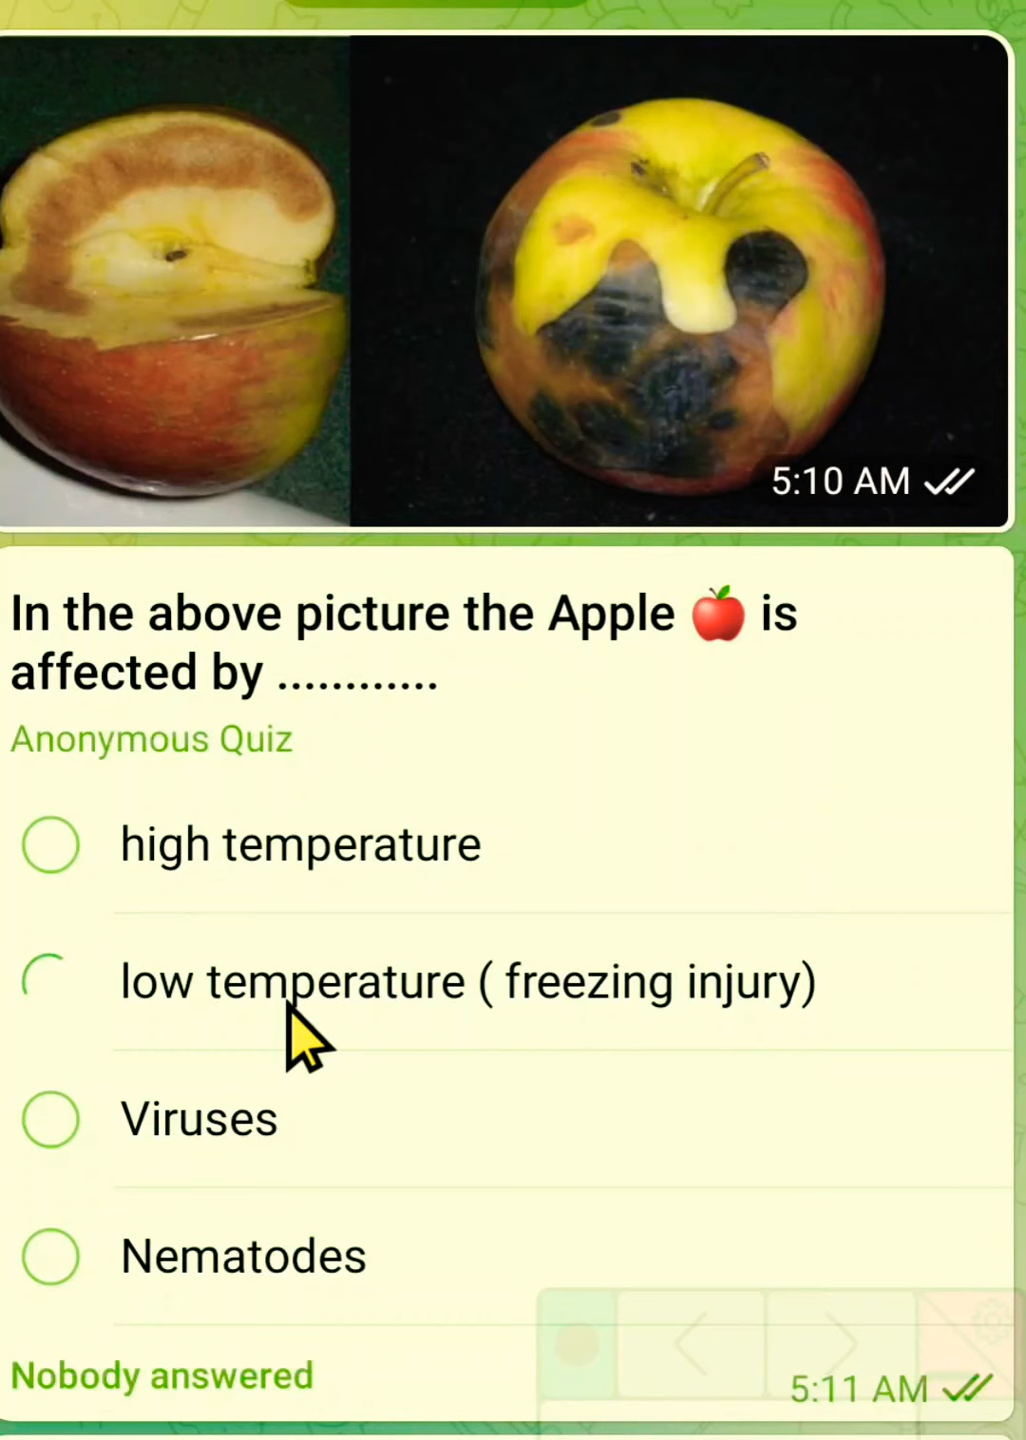 5:10 AM
In the above picture the Apple 🍎 is
affected by ............
Anonymous Quiz
high temperature
low temperature ( freezing injury)
Viruses
Nematodes
Nobody answered
5:11 AM